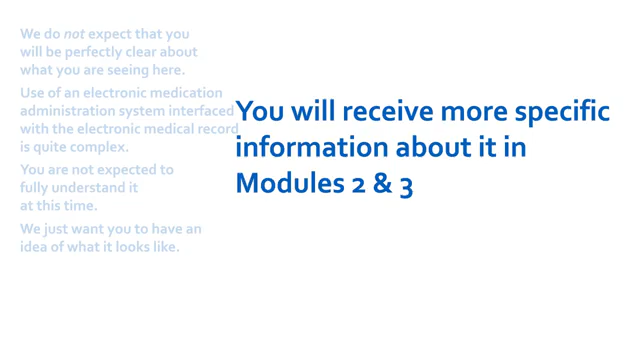 We do not expect that you
will be perfectly clear about
what you are seeing here.
Use of an electronic medication
administration system interfaced
with the electronic medical record
is quite complex.
You are not expected to
fully understand it
at this time.
We just want you to have an
idea of what it looks like.
You will receive more specific
information about it in
Modules 2 & 3